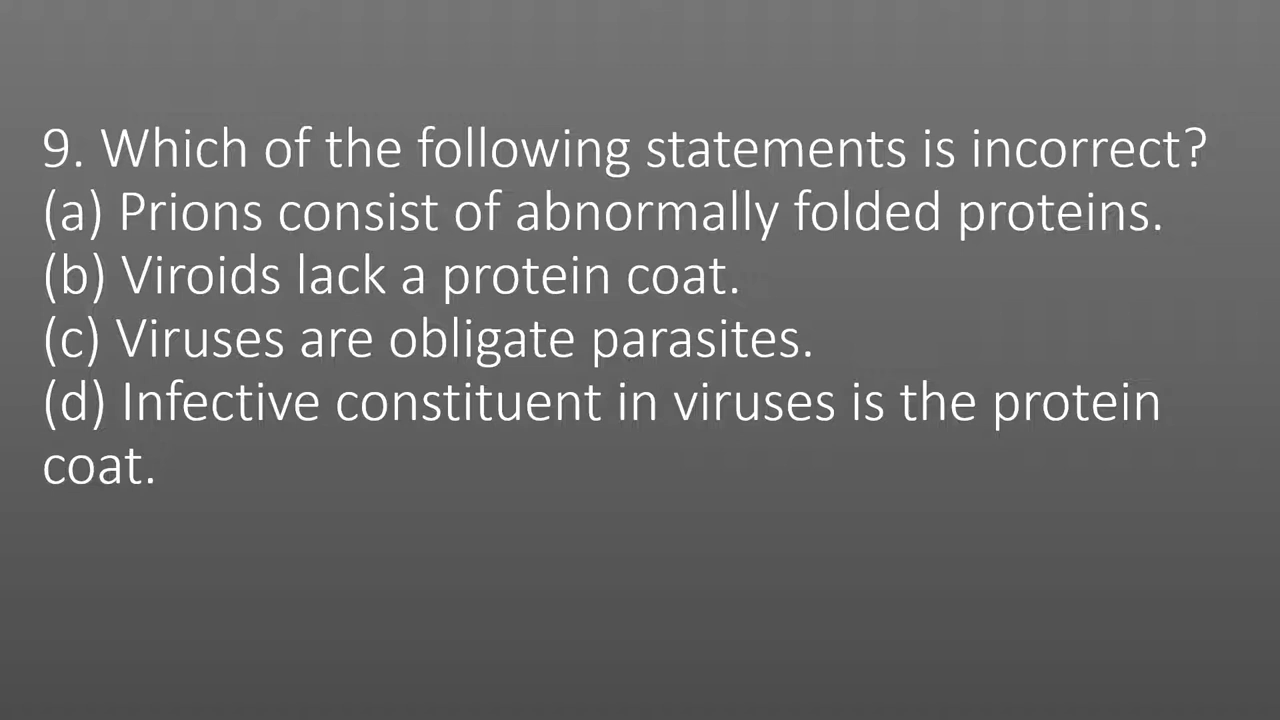 9. Which of the following statements is incorrect?
(a) Prions consist of abnormally folded proteins.
(b) Viroids lack a protein coat.
(c) Viruses are obligate parasites.
(d) Infective constituent in viruses is the protein
coat.